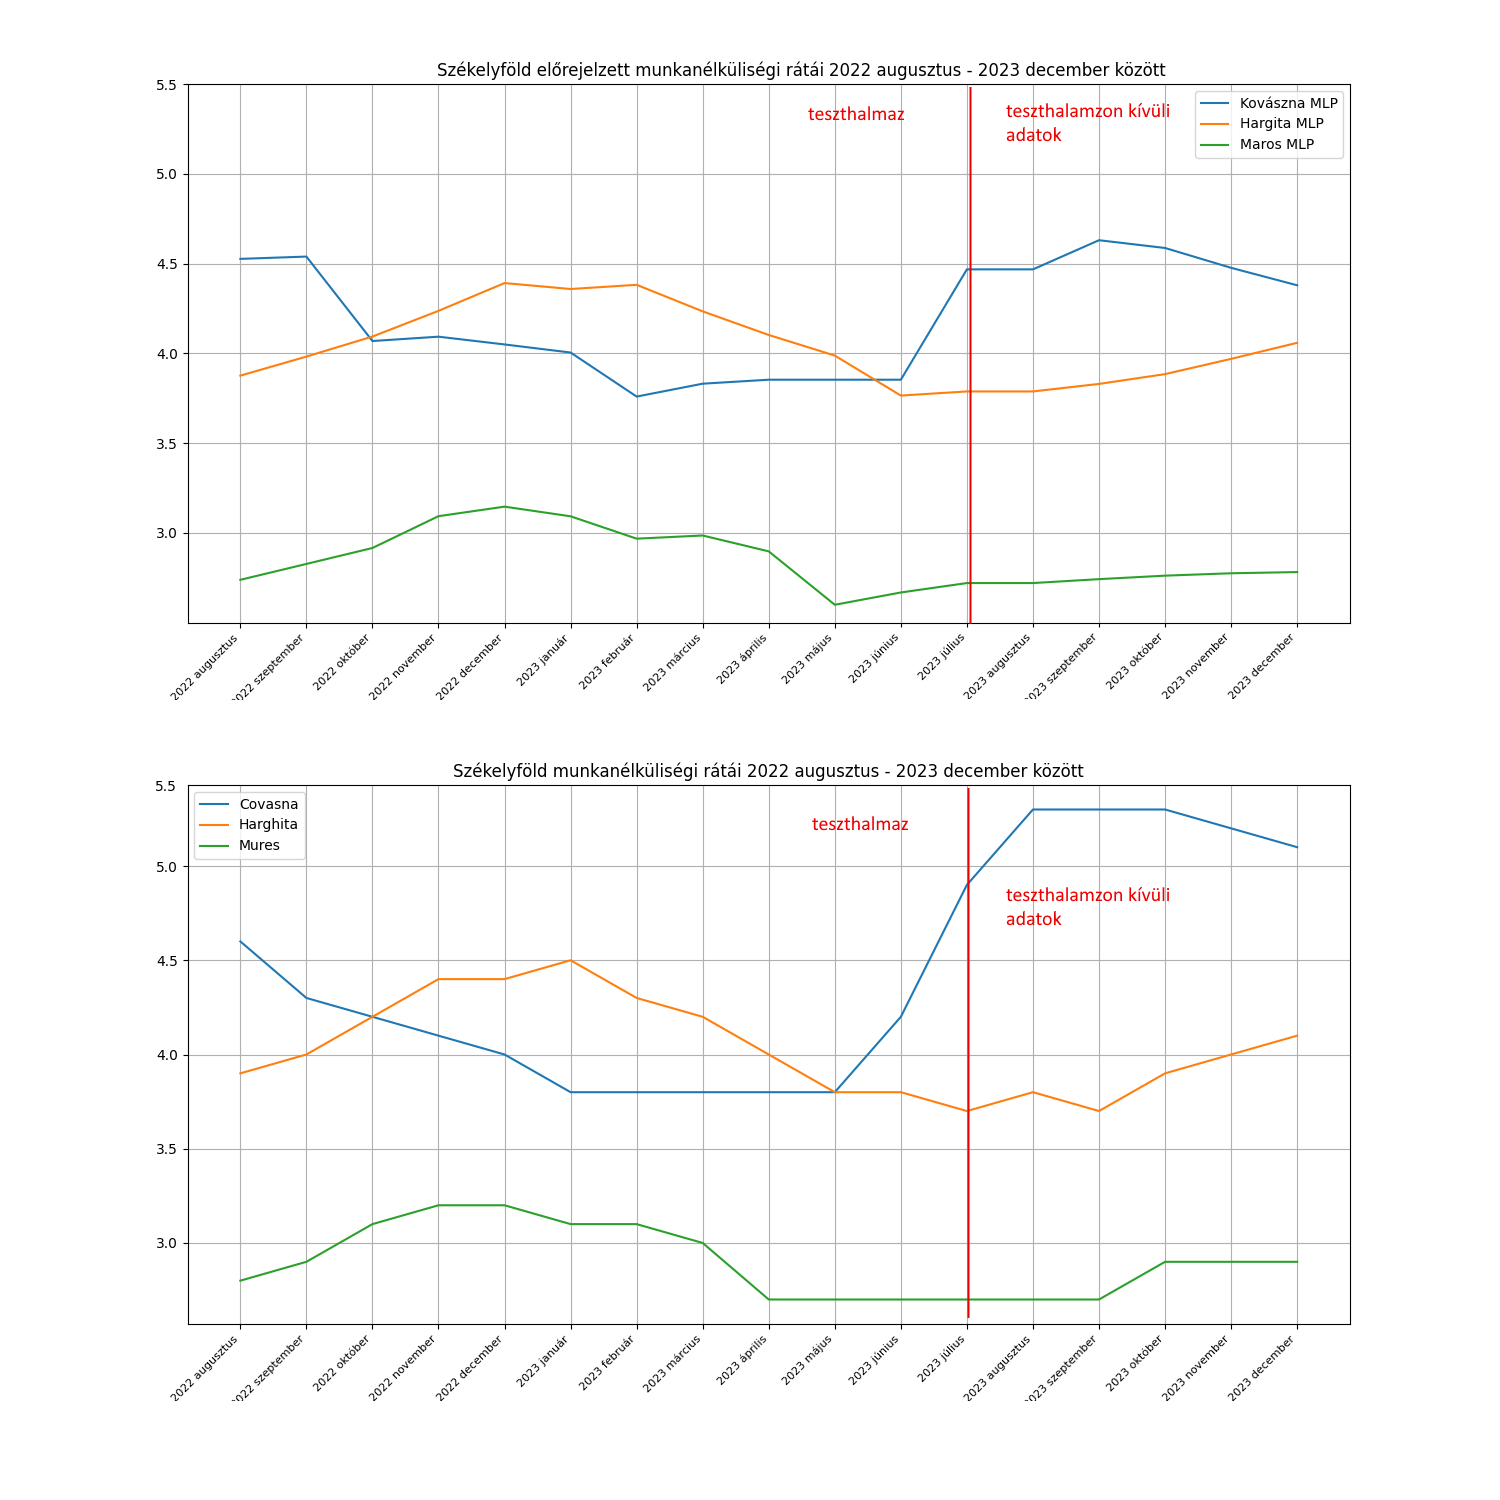 Székelyföld előrejelzett munkanélküliségi rátái 2022 augusztus - 2023 december között
5.5
5.0
4.5
4.0
3.5
3.0
teszthalmaz
teszthalamzon kívüli
adatok
Kovászna MLP
Hargita MLP
Maros MLP
2022 augusztus
022 szeptember
2022 október
2022 november
2022 december
2023 január
2023 február
2023 március
2023 április
2023 május
2023 június
2023 július
2023 augusztus
023 szeptember
2023 október
2023 november
2023 december
Székelyföld munkanélküliségi rátái 2022 augusztus - 2023 december között
5.5
5.0
4.5
4.0
3.5
3.0
Covasna
Harghita
Mures
teszthalmaz
teszthalamzon kívüli
adatok
2022 augusztus
022 szeptember
2022 október
2022 november
2022 december
2023 január
2023 február
2023 március
2023 április
2023 május
2023 június
2023 július
2023 augusztus
023 szeptember
2023 október
2023 november
2023 december